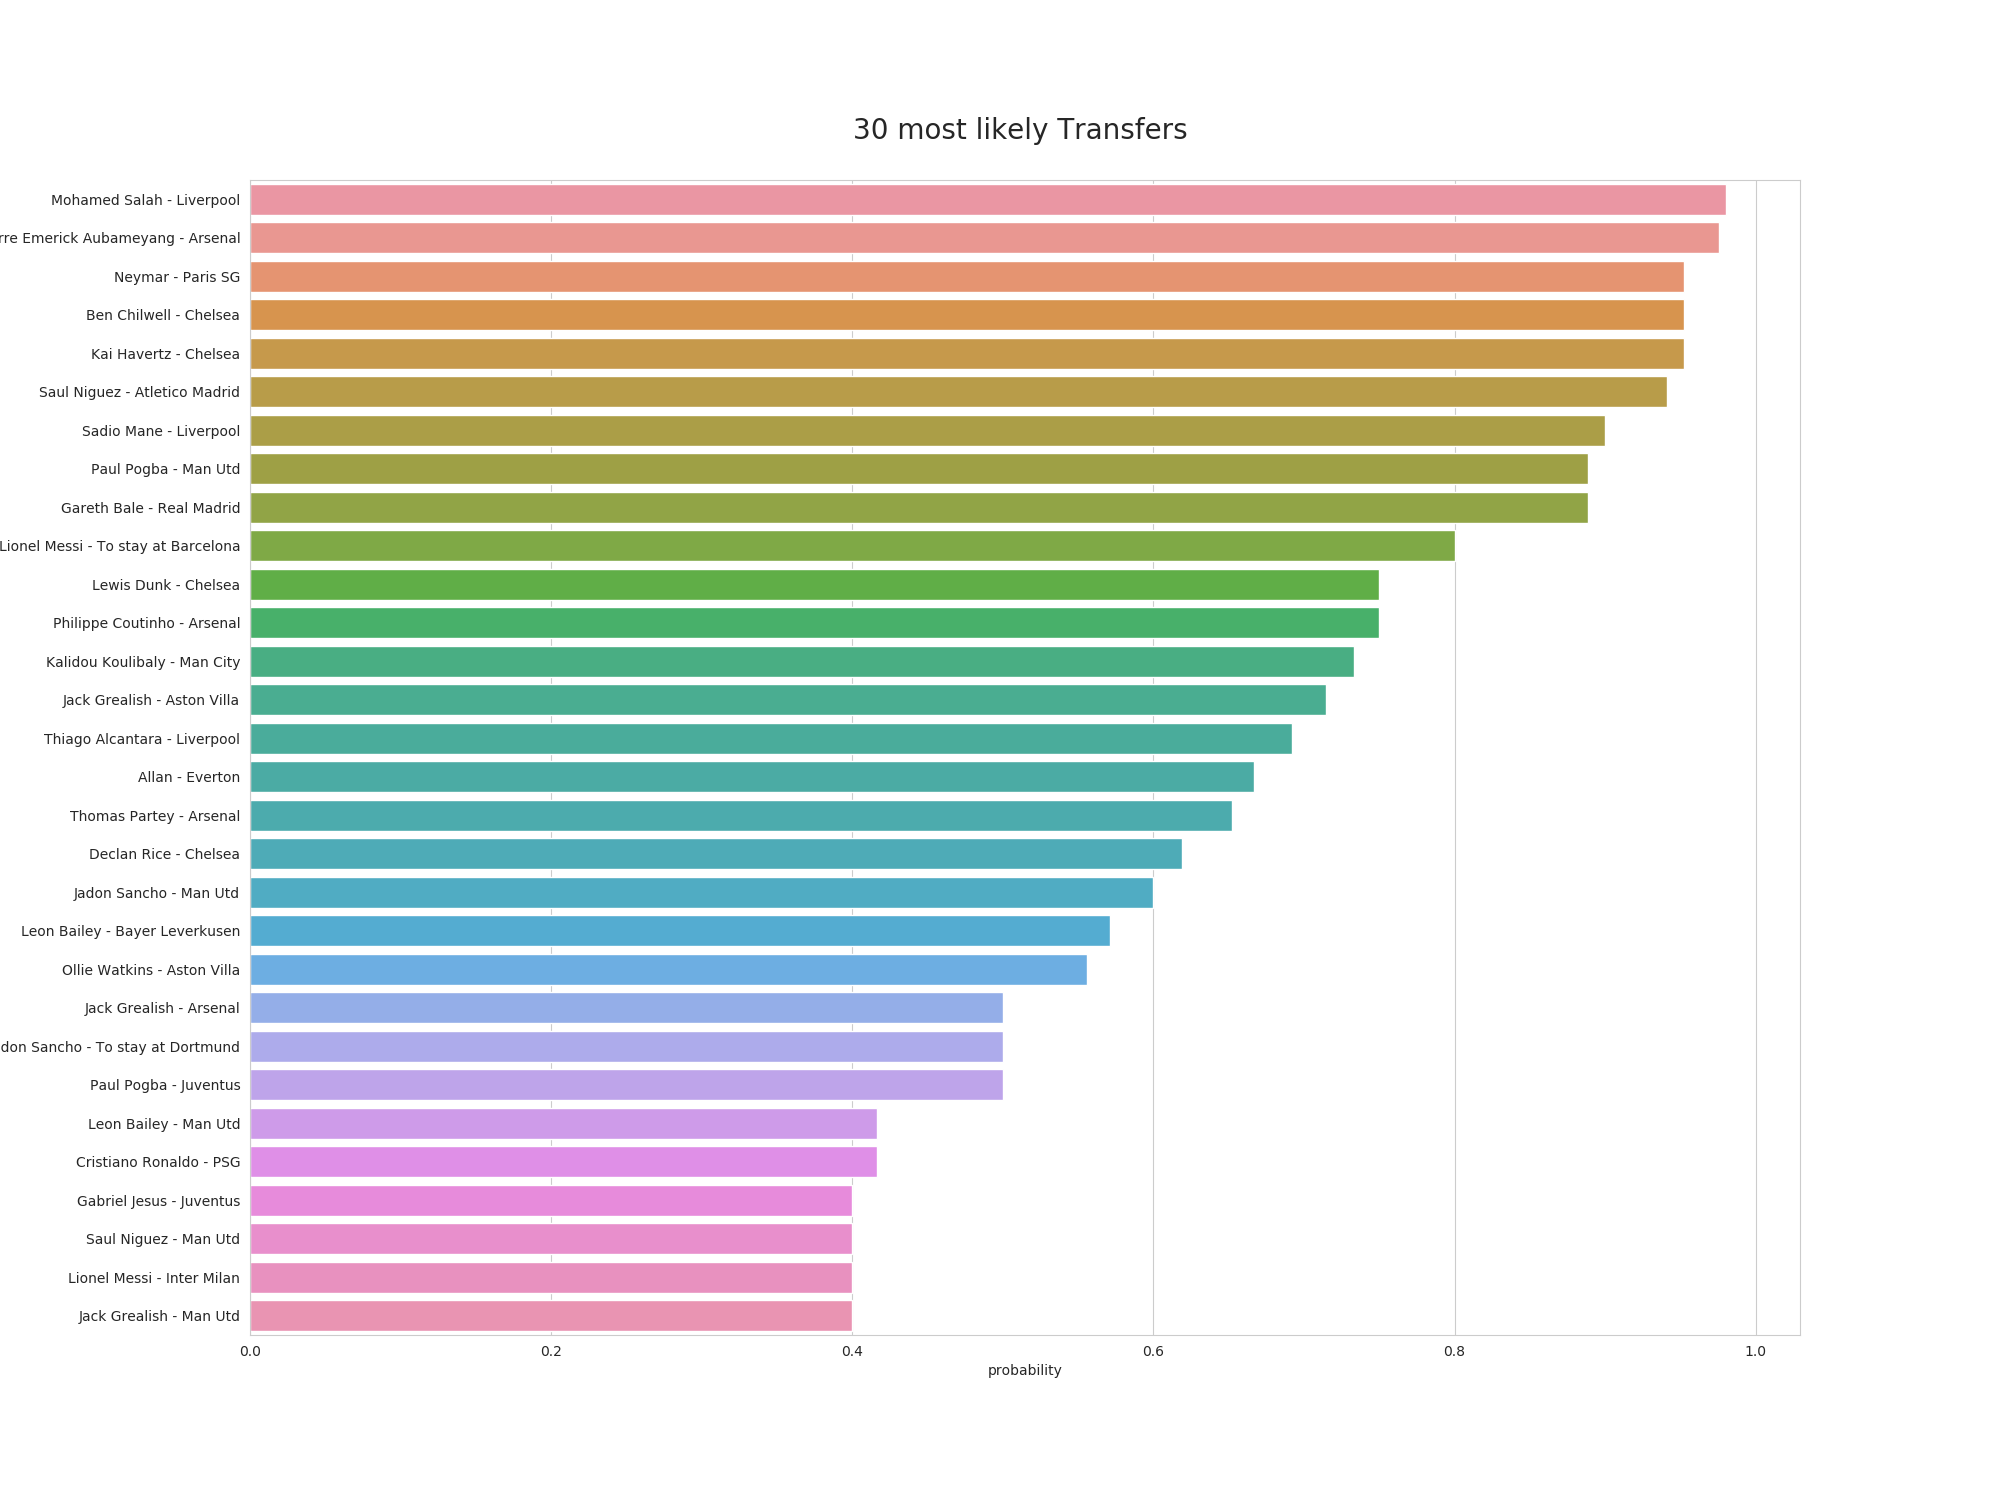 30 most likely Transfers
Mohamed Salah - Liverpool
rre Emerick Aubameyang - Arsenal
Neymar - Paris SG
Ben Chilwell - Chelsea
Kai Havertz - Chelsea
Saul Niguez - Atletico Madrid
Sadio Mane - Liverpool
Paul Pogba - Man Utd
Gareth Bale - Real Madrid
Lionel Messi - To stay at Barcelona
Lewis Dunk - Chelsea
Philippe Coutinho - Arsenal
Kalidou Koulibaly - Man City
Jack Grealish - Aston Villa
Thiago Alcantara - Liverpool
Allan - Everton
Thomas Partey - Arsenal
Declan Rice - Chelsea
Jadon Sancho - Man Utd
Leon Bailey - Bayer Leverkusen
Ollie Watkins - Aston Villa
Jack Grealish - Arsenal
don Sancho - To stay at Dortmund
Paul Pogba - Juventus
Leon Bailey - Man Utd
Cristiano Ronaldo - PSG
Gabriel Jesus - Juventus
Saul Niguez - Man Utd
Lionel Messi - Inter Milan
Jack Grealish - Man Utd
0.0 0.2 0.4 0.6 0.8 1.0
probability